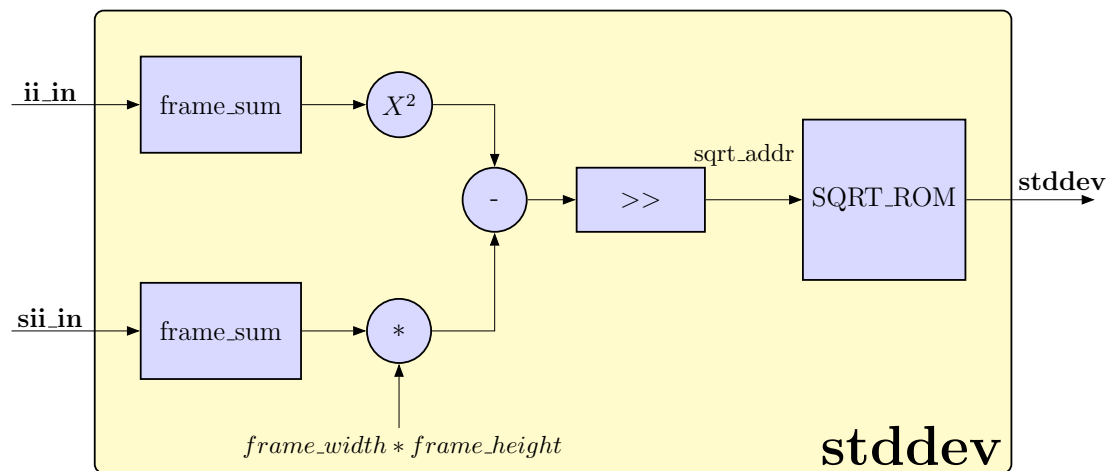 ii_in
frame_sum
X²
sqrt_addr
-
>>
SQRT_ROM
stddev
sii_in
frame_sum
*
frame_width * frame_height
stddev